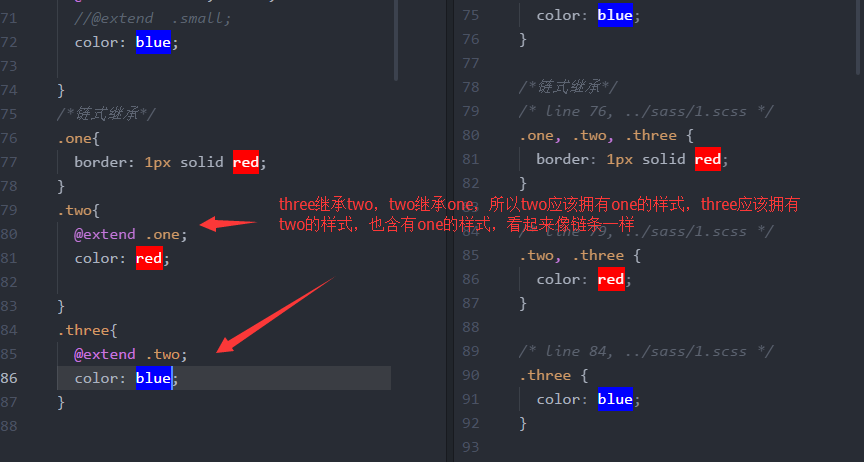 71 //@extend .small;
72 color: blue;
73
74 }
75 /*链式继承*/
76 .one{
77 border: 1px solid red;
78 }
79 .two{
80 @extend .one;
81 color: red;
82
83 }
84 .three{
85 @extend .two;
86 color: blue;
87 }
88
three继承two，two继承one，所以two应该拥有one的样式，three应该拥有
two的样式，也含有one的样式，看起来像链条一样
75 color: blue;
76 }
77
78 /*链式继承*/
79 /* line 76, ../sass/1.scss */
80 .one, .two, .three {
81 border: 1px solid red;
82 }
84 /* line 79, ../sass/1.scss */
85 .two, .three {
86 color: red;
87 }
88
89 /* line 84, ../sass/1.scss */
90 .three {
91 color: blue;
92 }
93